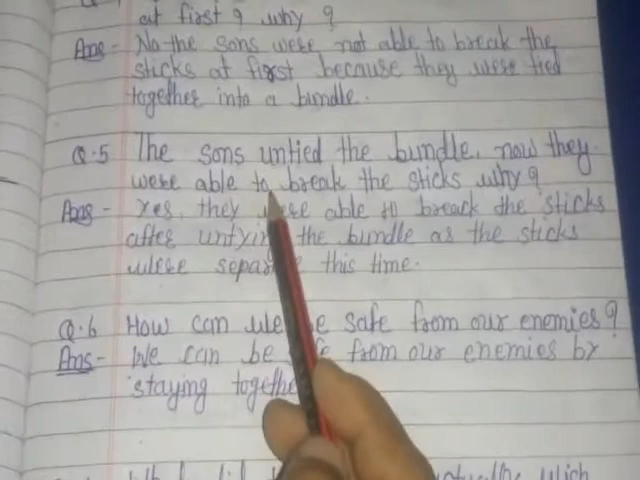 at first ? why ?
Ans - No the sons were not able to break the
sticks at first because they were tied
together into a bundle.
Q.5 The sons untied the bundle, now they
were able to break the sticks why ?
Ans - Yes, they were able to breack the sticks
after untying the bundle as the sticks
were separate this time.
Q.6 How can we be safe from our enemies ?
Ans - We can be safe from our enemies by
staying together
which